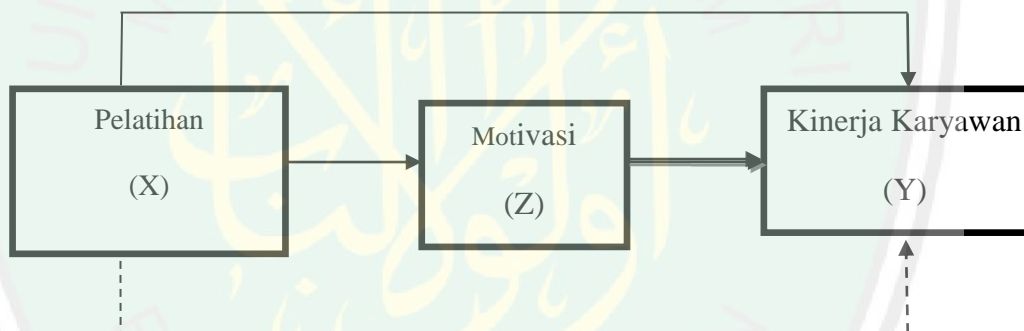 Pelatihan
(X)
Motivasi
(Z)
Kinerja Karyawan
(Y)